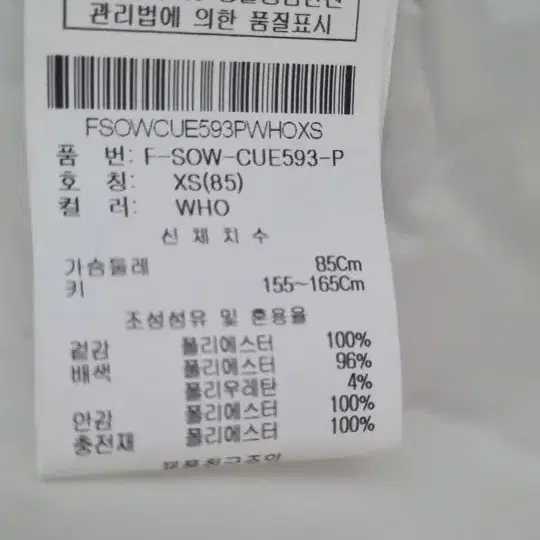 관리법에 의한 품질표시
FSOWCUE593PWHOXS
품 번: F-SOW-CUE593-P
호 칭: XS(85)
컬 러: WHO
신 체 치 수
가슴둘레 85Cm
키 155~165Cm
조성섬유 및 혼용율
겉감 폴리에스터 100%
배색 폴리에스터 96%
폴리우레탄 4%
안감 폴리에스터 100%
충전재 폴리에스터 100%